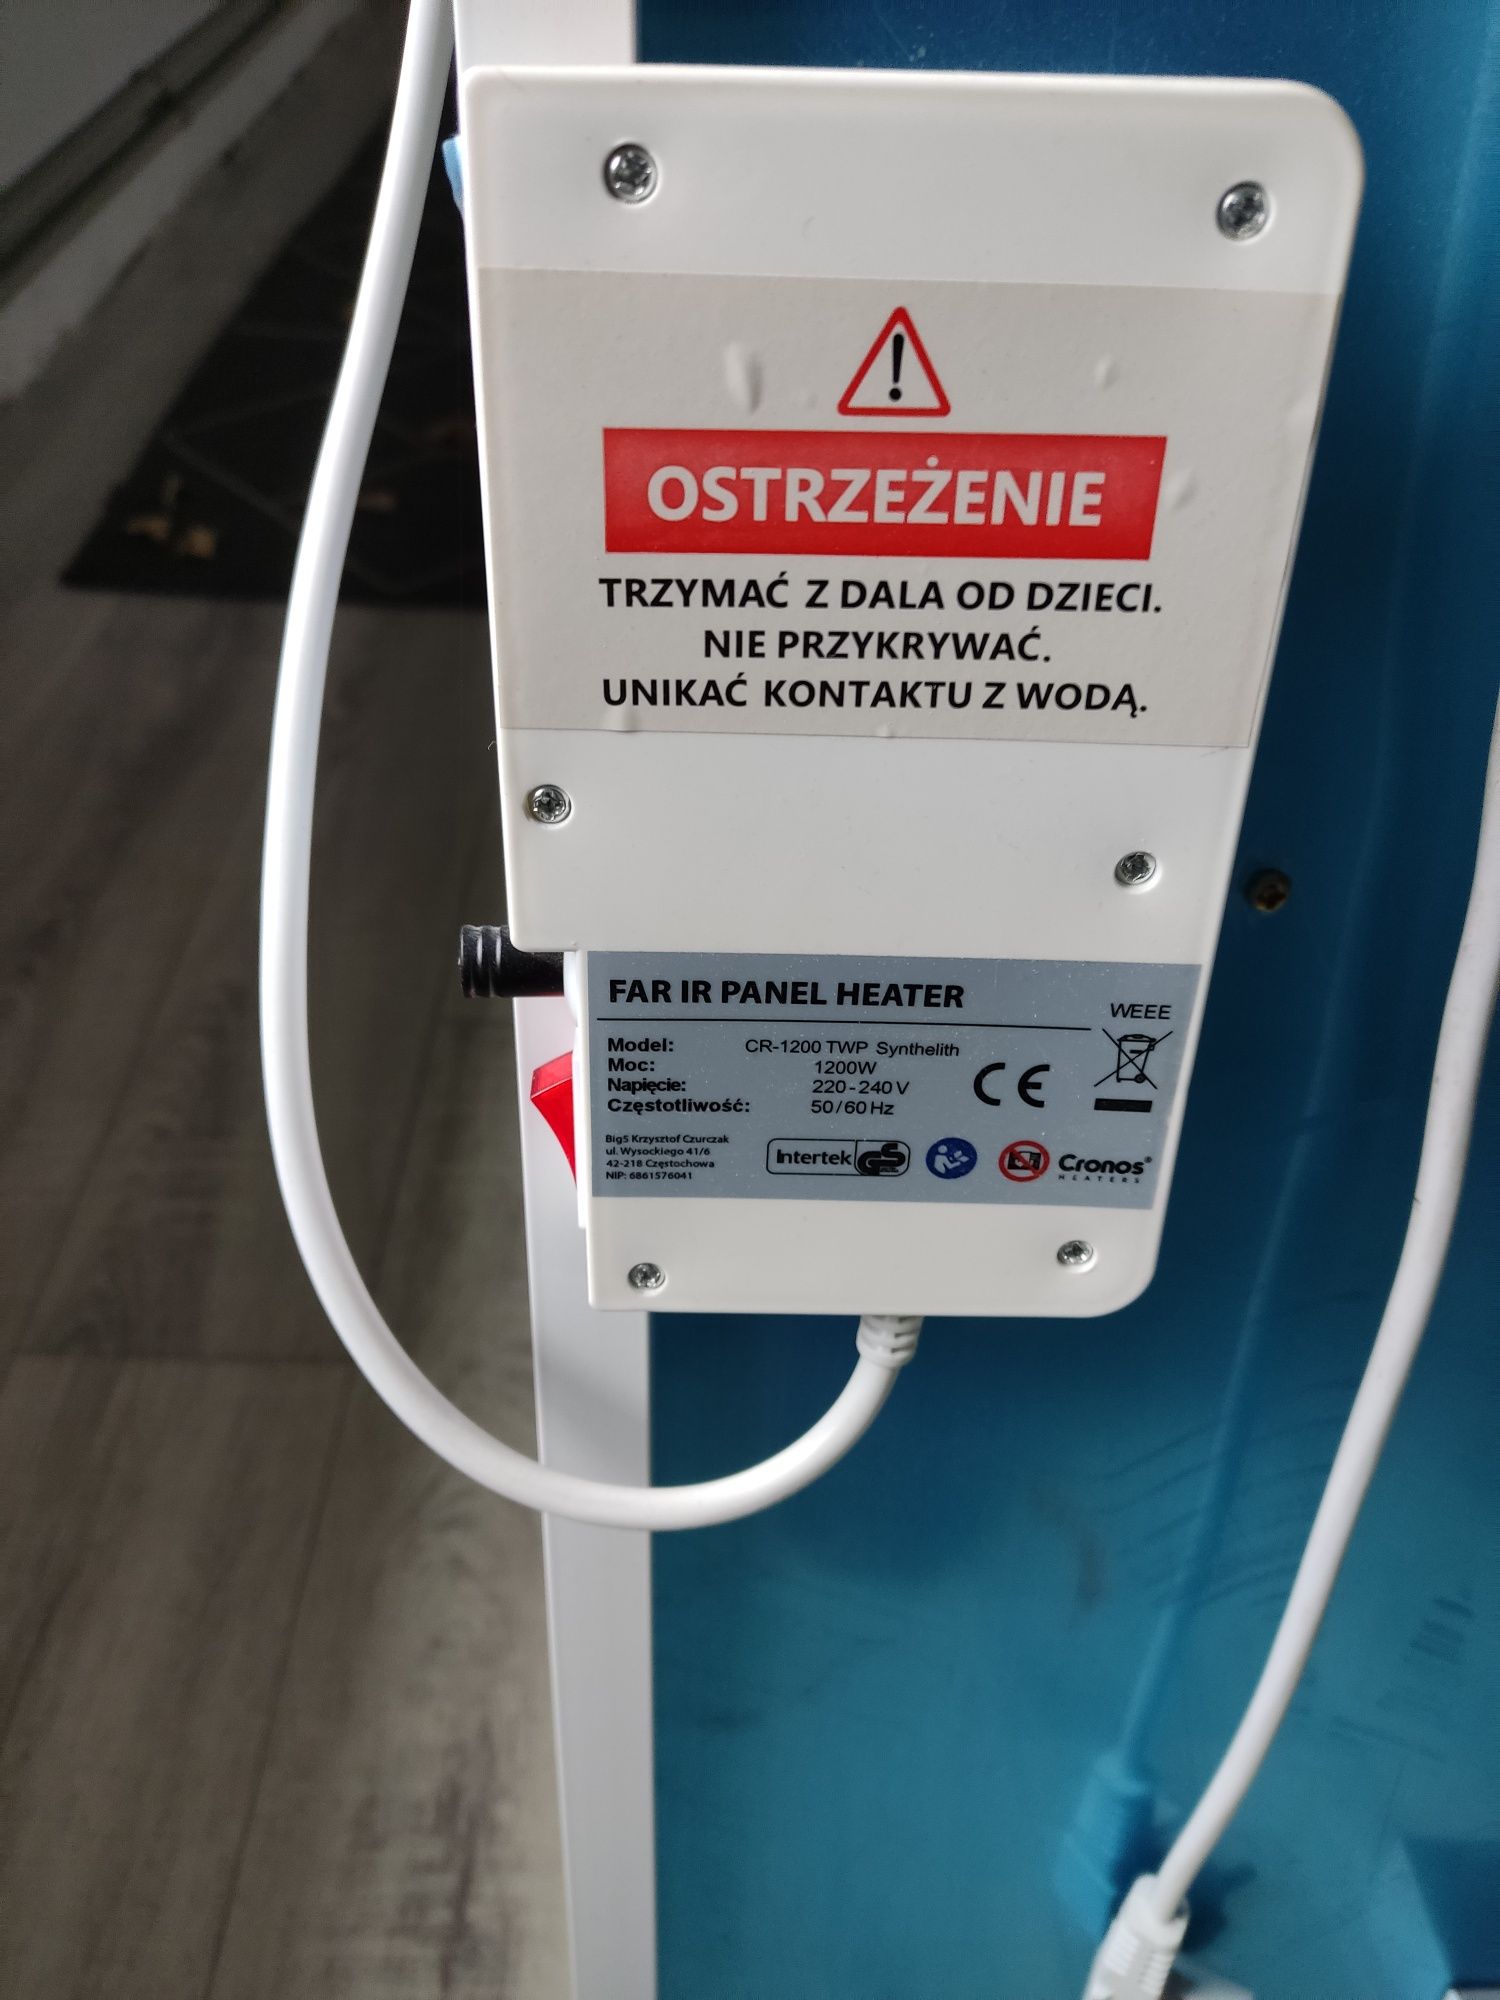 !
OSTRZEŻENIE
TRZYMAĆ Z DALA OD DZIECI.
NIE PRZYKRYWAĆ.
UNIKAĆ KONTAKTU Z WODĄ.
FAR IR PANEL HEATER
WEEE
Model: CR-1200 TWP Synthelith
Moc: 1200W
Napięcie: 220-240 V
Częstotliwość: 50/60 Hz
CE
Big5 Krzysztof Czurczak
ul. Wysockiego 41/6
42-218 Częstochowa
NIP: 6861576041
Intertek GS
Cronos®
HEATERS